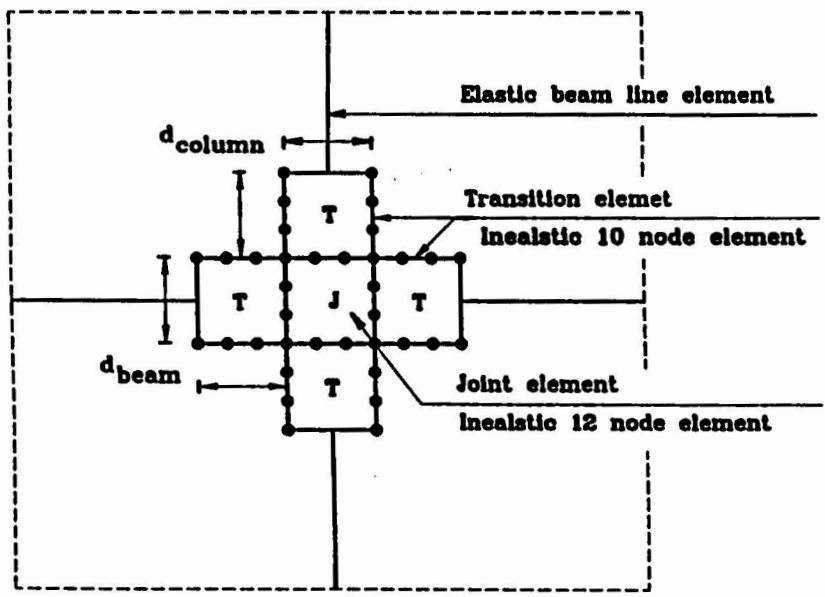 Elastic beam line element
d column
T
Transition elemet
Inealstic 10 node element
T J T
d beam
T
Joint element
Inealstic 12 node element